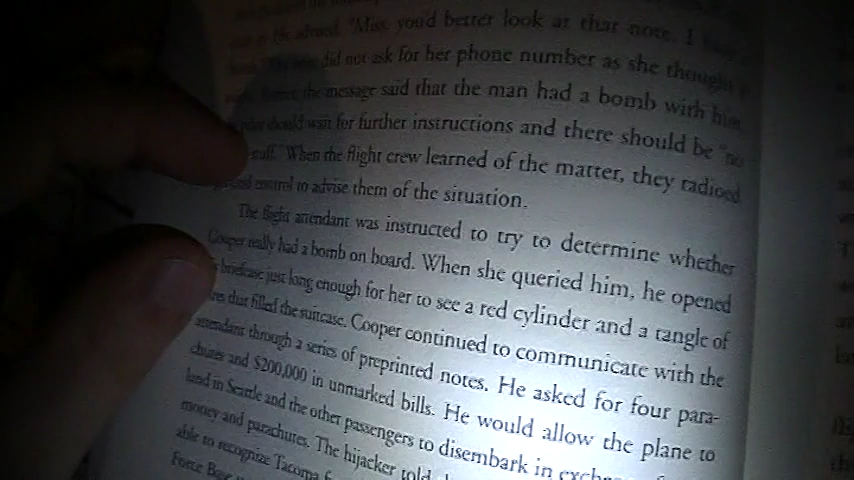 He advised, "Miss, you'd better look at that note. I
did not ask for her phone number as she thought
the message said that the man had a bomb with him
should wait for further instructions and there should be "no
stuff." When the flight crew learned of the matter, they radioed
control to advise them of the situation.
The flight attendant was instructed to try to determine whether
Cooper really had a bomb on board. When she queried him, he opened
briefcase just long enough for her to see a red cylinder and a tangle of
that filled the suitcase. Cooper continued to communicate with the
attendant through a series of preprinted notes. He asked for four para-
chutes and $200,000 in unmarked bills. He would allow the plane to
land in Seattle and the other passengers to disembark in
money and parachutes. The hijacker told
able to recognize Tacoma
Force Base